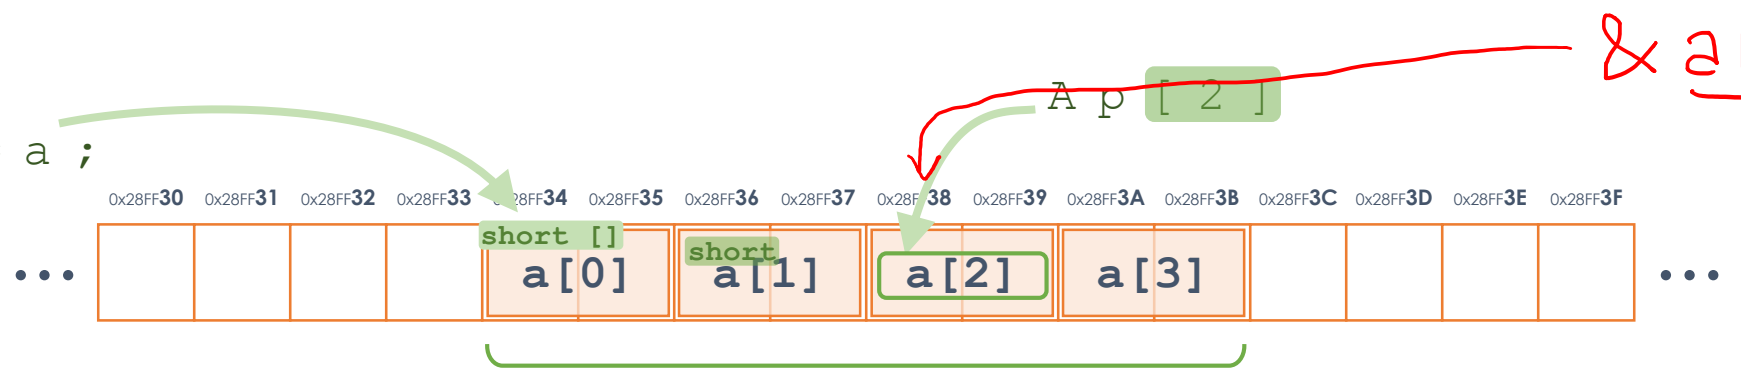 & a
A p [ 2 ]
a ;
0x28FF30 0x28FF31 0x28FF32 0x28FF33 0x28FF34 0x28FF35 0x28FF36 0x28FF37 0x28FF38 0x28FF39 0x28FF3A 0x28FF3B 0x28FF3C 0x28FF3D 0x28FF3E 0x28FF3F
short []
short
... a[0] a[1] a[2] a[3] ...